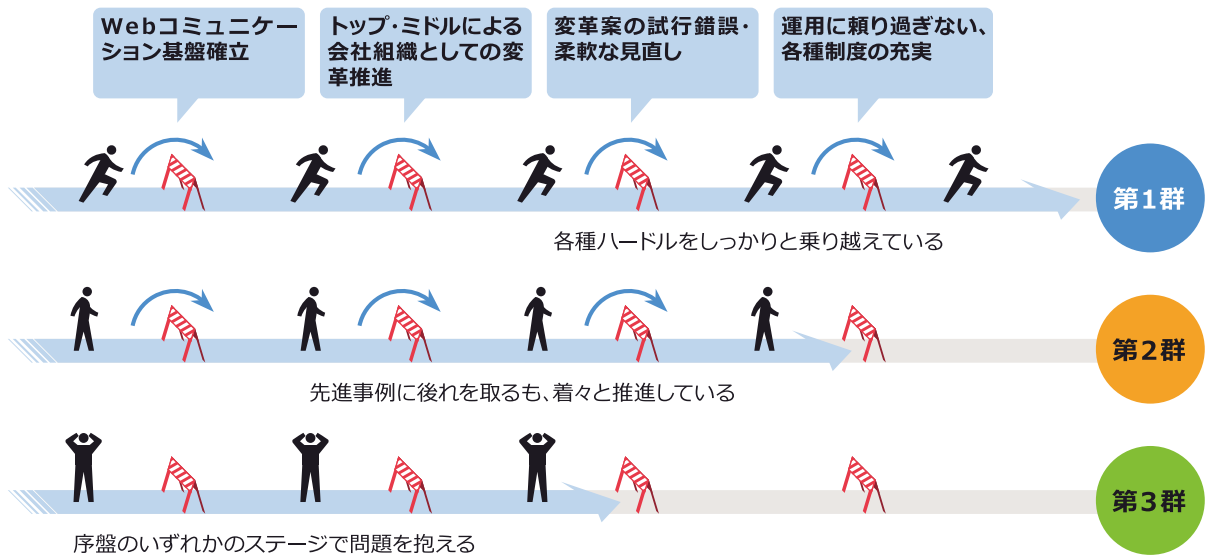 Webコミュニケー
ション基盤確立
トップ・ミドルによる
会社組織としての変
革推進
変革案の試行錯誤・
柔軟な見直し
運用に頼り過ぎない、
各種制度の充実
第1群
各種ハードルをしっかりと乗り越えている
第2群
先進事例に後れを取るも、着々と推進している
第3群
序盤のいずれかのステージで問題を抱える